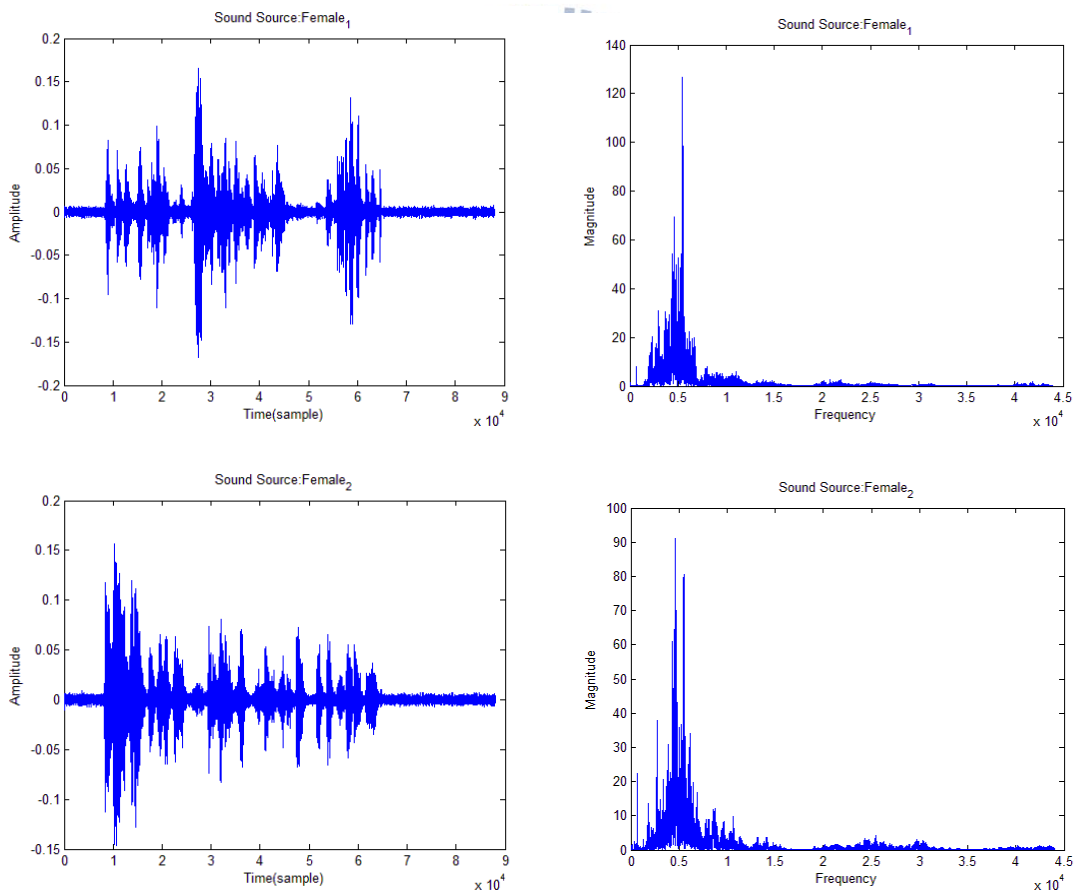 Sound Source:Female1
0.2
0.15
0.1
0.05
0
-0.05
-0.1
-0.15
-0.2
Amplitude
0 1 2 3 4 5 6 7 8 9
Time(sample)
x 10^4
Sound Source:Female1
140
120
100
80
60
40
20
0
Magnitude
0 0.5 1 1.5 2 2.5 3 3.5 4 4.5
Frequency
x 10^4
Sound Source:Female2
0.2
0.15
0.1
0.05
0
-0.05
-0.1
-0.15
Amplitude
0 1 2 3 4 5 6 7 8 9
Time(sample)
x 10^4
Sound Source:Female2
100
90
80
70
60
50
40
30
20
10
0
Magnitude
0 0.5 1 1.5 2 2.5 3 3.5 4 4.5
Frequency
x 10^4